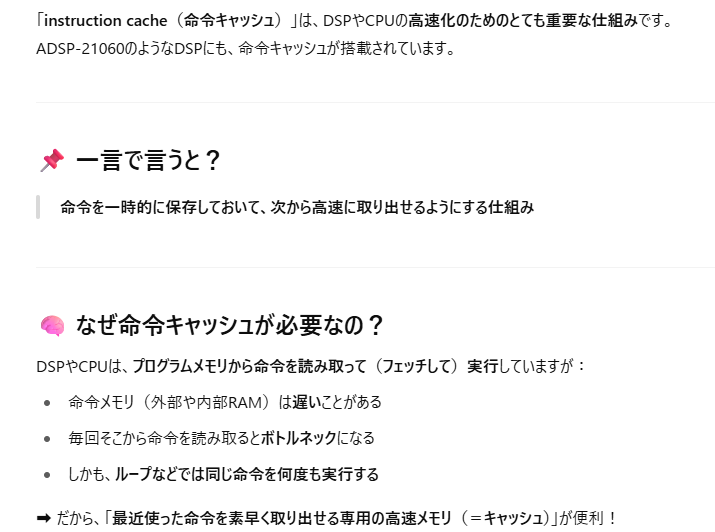 「instruction cache（命令キャッシュ）」は、DSPやCPUの高速化のためのとても重要な仕組みです。
ADSP-21060のようなDSPにも、命令キャッシュが搭載されています。
📌 一言で言うと？
命令を一時的に保存しておいて、次から高速に取り出せるようにする仕組み
🧠 なぜ命令キャッシュが必要なの？
DSPやCPUは、プログラムメモリから命令を読み取って（フェッチして）実行していますが：
• 命令メモリ（外部や内部RAM）は遅いことがある
• 毎回そこから命令を読み取るとボトルネックになる
• しかも、ループなどでは同じ命令を何度も実行する
➡ だから、「最近使った命令を素早く取り出せる専用の高速メモリ（＝キャッシュ）」が便利！